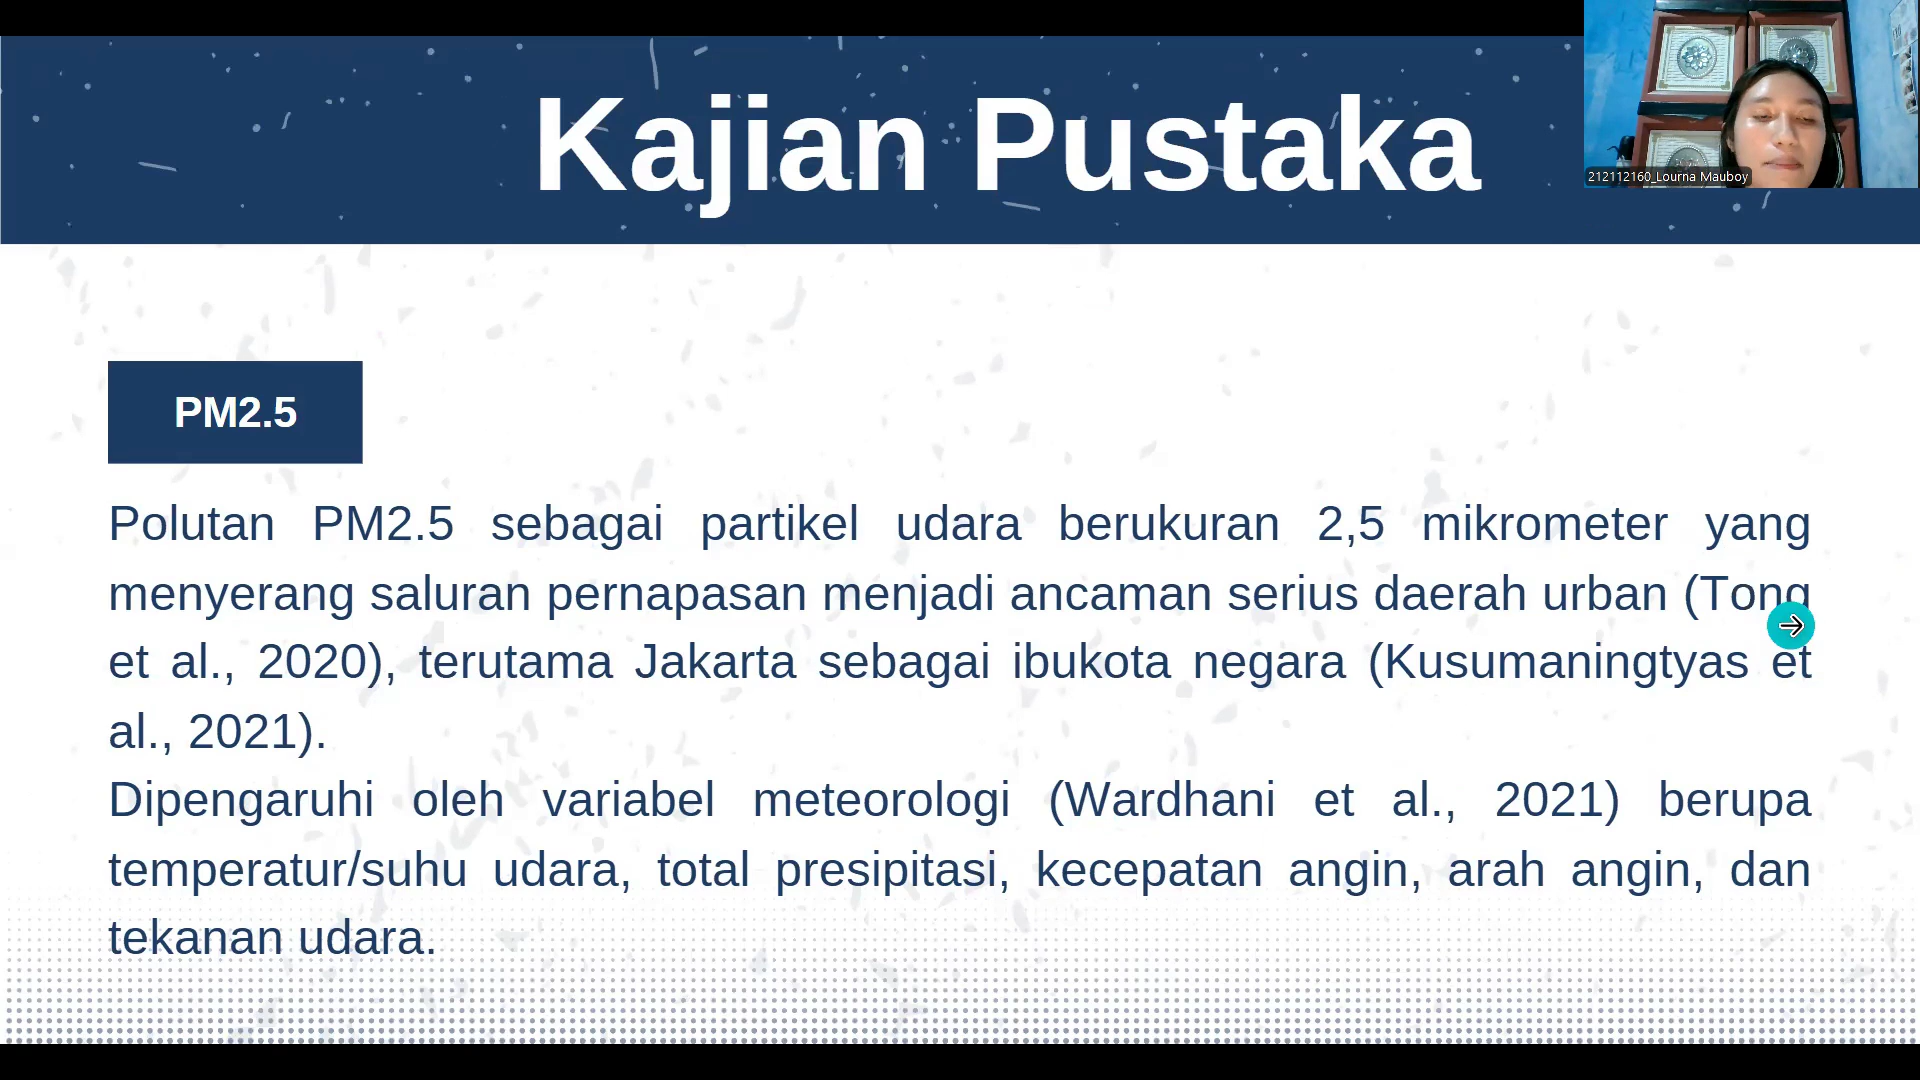 Kajian Pustaka
212112160_Lourna Mauboy
PM2.5
Polutan PM2.5 sebagai partikel udara berukuran 2,5 mikrometer yang
menyerang saluran pernapasan menjadi ancaman serius daerah urban (Tong
et al., 2020), terutama Jakarta sebagai ibukota negara (Kusumaningtyas et
al., 2021).
Dipengaruhi oleh variabel meteorologi (Wardhani et al., 2021) berupa
temperatur/suhu udara, total presipitasi, kecepatan angin, arah angin, dan
tekanan udara.